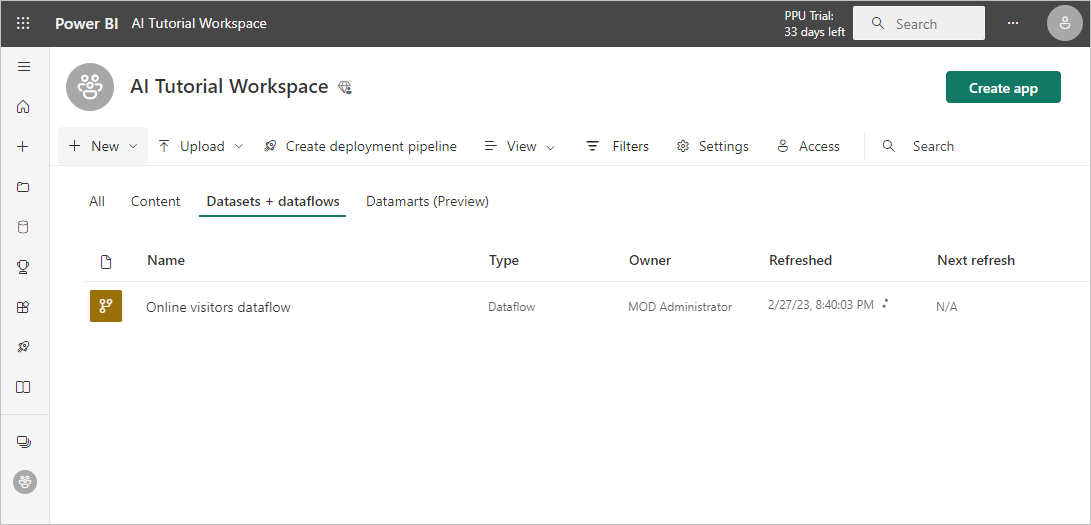 Power BI AI Tutorial Workspace
PPU Trial:
33 days left
Search
AI Tutorial Workspace
Create app
New Upload Create deployment pipeline View Filters Settings Access Search
All Content Datasets + dataflows Datamarts (Preview)
Name Type Owner Refreshed Next refresh
Online visitors dataflow Dataflow MOD Administrator 2/27/23, 8:40:03 PM N/A